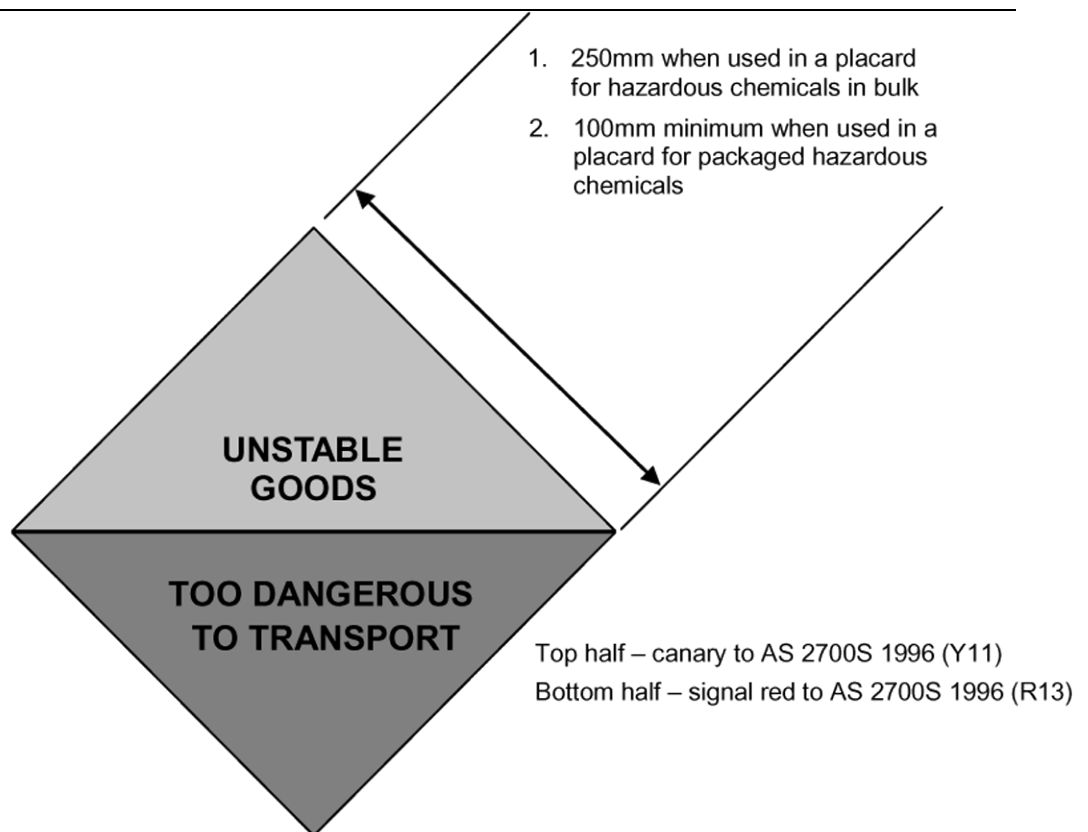 1. 250mm when used in a placard
for hazardous chemicals in bulk
2. 100mm minimum when used in a
placard for packaged hazardous
chemicals
UNSTABLE
GOODS
TOO DANGEROUS
TO TRANSPORT
Top half – canary to AS 2700S 1996 (Y11)
Bottom half – signal red to AS 2700S 1996 (R13)